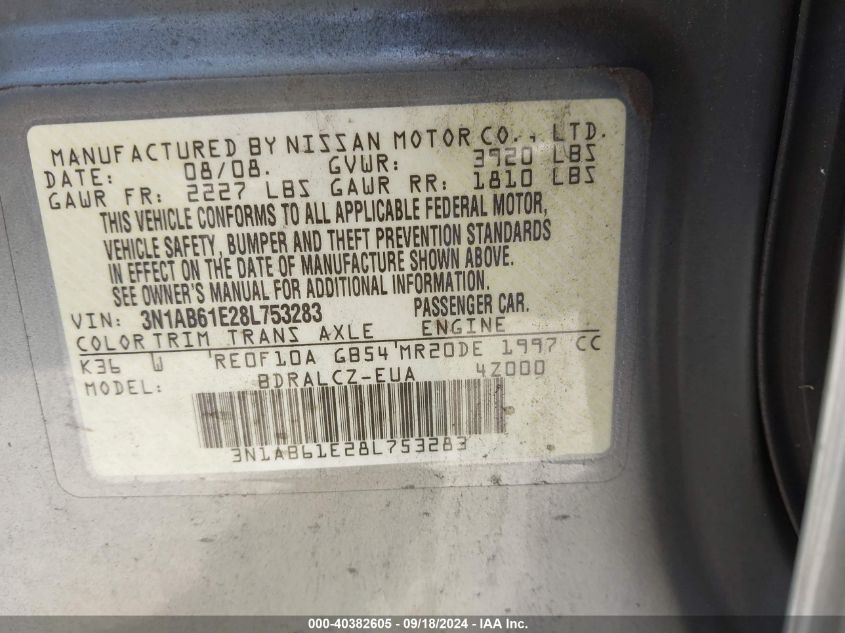 MANUFACTURED BY NISSAN MOTOR CO., LTD.
DATE: 08/08. GVWR: 3920 LBS
GAWR FR: 2227 LBS GAWR RR: 1810 LBS
THIS VEHICLE CONFORMS TO ALL APPLICABLE FEDERAL MOTOR,
VEHICLE SAFETY, BUMPER AND THEFT PREVENTION STANDARDS
IN EFFECT ON THE DATE OF MANUFACTURE SHOWN ABOVE.
SEE OWNER'S MANUAL FOR ADDITIONAL INFORMATION.
VIN: 3N1AB61E28L753283 PASSENGER CAR.
COLOR TRIM TRANS AXLE ENGINE
K36 W RE0F10A GB54 MR20DE 1997 CC
MODEL: BDRALCZ-EUA 4Z000
3N1AB61E28L753283
000-40382605 - 09/18/2024 - IAA Inc.